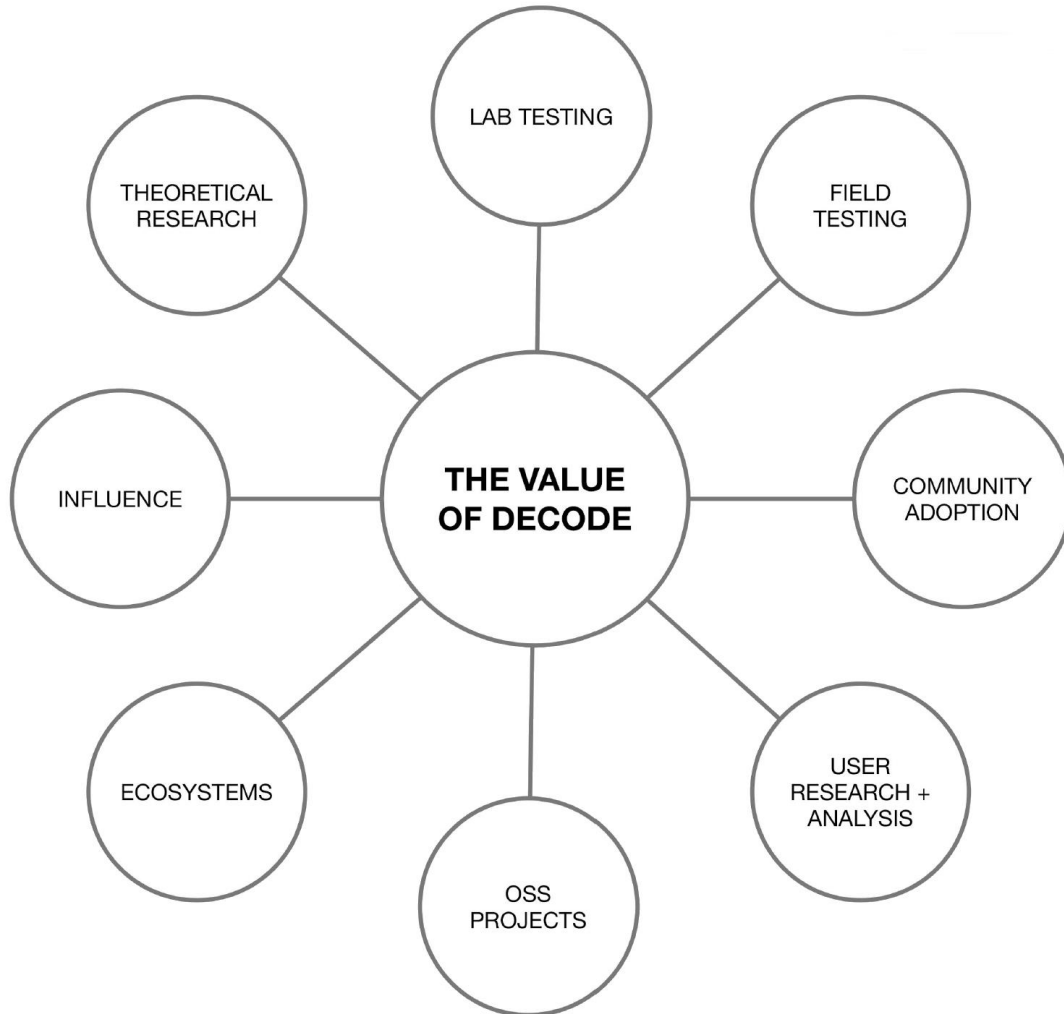 LAB TESTING
THEORETICAL
RESEARCH
FIELD
TESTING
INFLUENCE
THE VALUE
OF DECODE
COMMUNITY
ADOPTION
ECOSYSTEMS
USER
RESEARCH +
ANALYSIS
OSS
PROJECTS